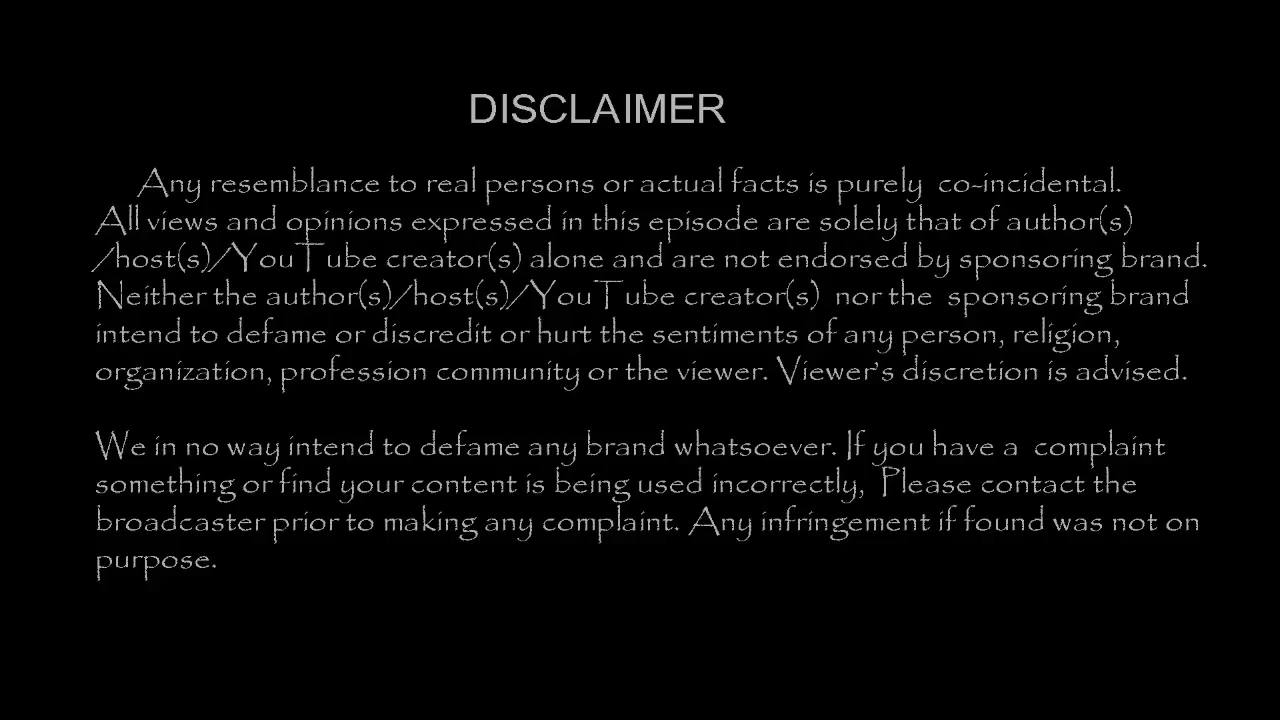 DISCLAIMER
Any resemblance to real persons or actual facts is purely co-incidental.
All views and opinions expressed in this episode are solely that of author(s)
/host(s)/YouTube creator(s) alone and are not endorsed by sponsoring brand.
Neither the author(s)/host(s)/YouTube creator(s) nor the sponsoring brand
intend to defame or discredit or hurt the sentiments of any person, religion,
organization, profession community or the viewer. Viewer's discretion is advised.
We in no way intend to defame any brand whatsoever. If you have a complaint
something or find your content is being used incorrectly, Please contact the
broadcaster prior to making any complaint. Any infringement if found was not on
purpose.